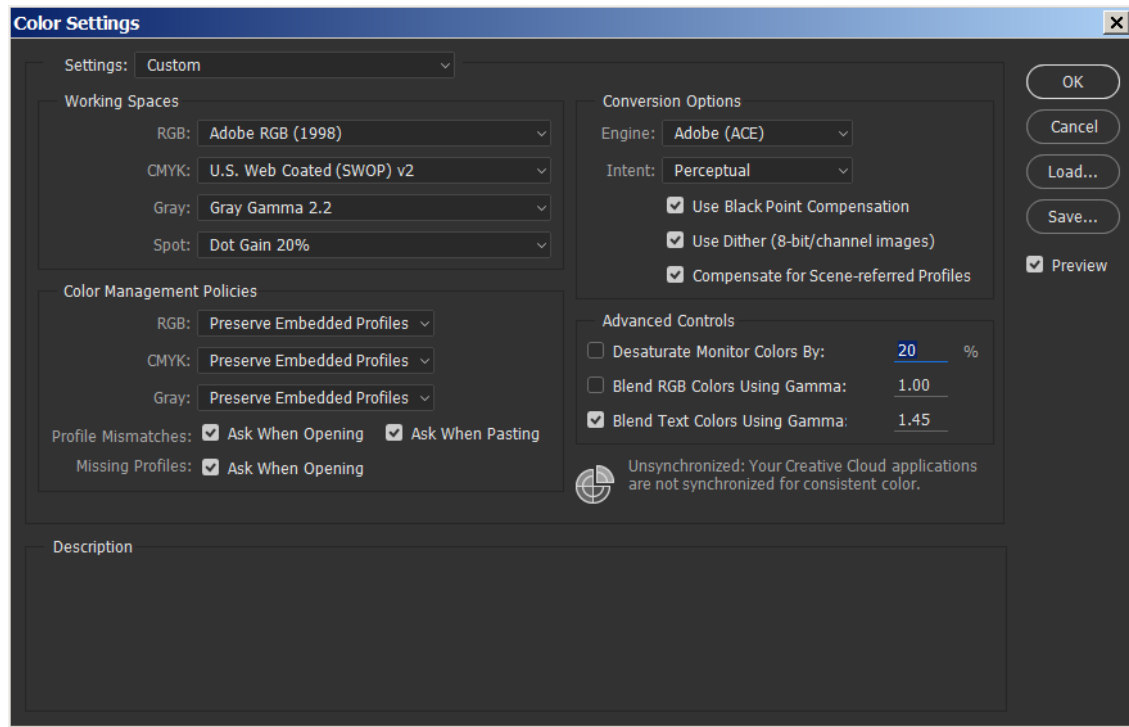 Color Settings
Settings: Custom
Working Spaces
RGB: Adobe RGB (1998)
CMYK: U.S. Web Coated (SWOP) v2
Gray: Gray Gamma 2.2
Spot: Dot Gain 20%
Color Management Policies
RGB: Preserve Embedded Profiles
CMYK: Preserve Embedded Profiles
Gray: Preserve Embedded Profiles
Profile Mismatches: Ask When Opening Ask When Pasting
Missing Profiles: Ask When Opening
Conversion Options
Engine: Adobe (ACE)
Intent: Perceptual
Use Black Point Compensation
Use Dither (8-bit/channel images)
Compensate for Scene-referred Profiles
Advanced Controls
Desaturate Monitor Colors By: 20 %
Blend RGB Colors Using Gamma: 1.00
Blend Text Colors Using Gamma: 1.45
Unsynchronized: Your Creative Cloud applications
are not synchronized for consistent color.
OK
Cancel
Load...
Save...
Preview
Description